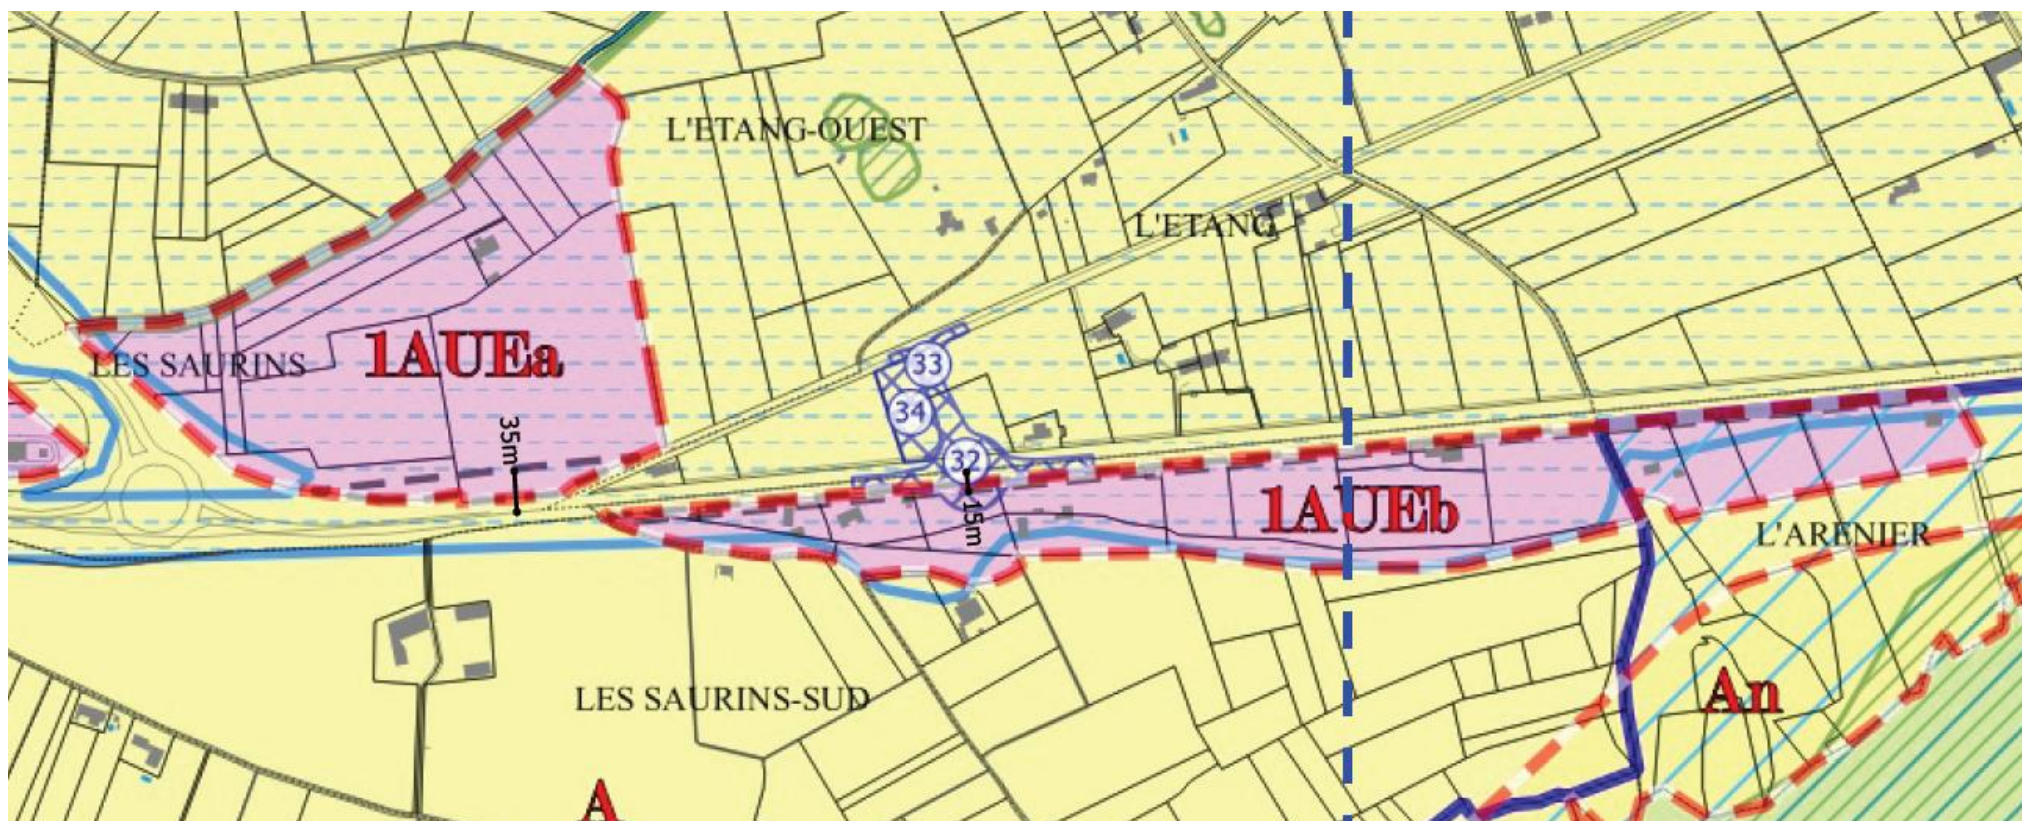 L'ETANG-OUEST
L'ETANG
LES SAURINS
1AUEa
33
34
35m
32
15m
1AUEb
L'ARENIER
LES SAURINS-SUD
An
A